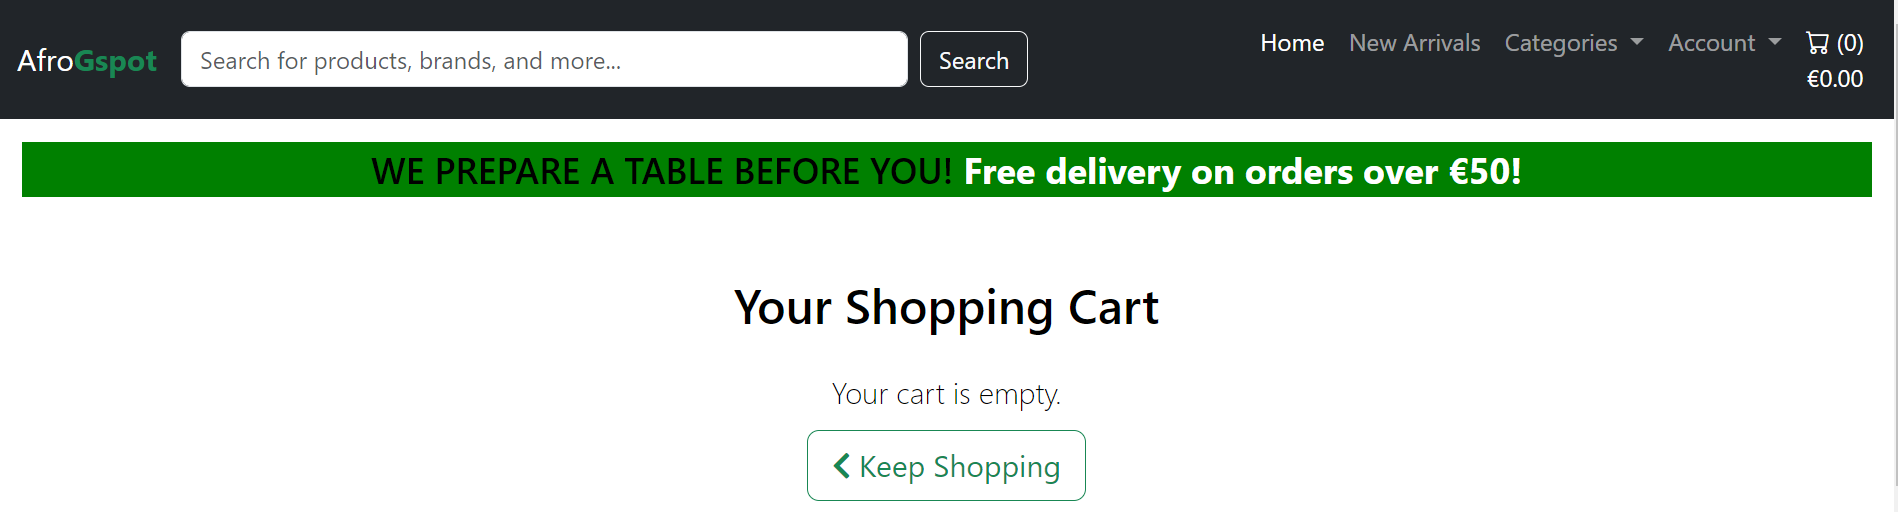 AfroGspot
Search for products, brands, and more...
Search
Home
New Arrivals
Categories
Account
(0)
€0.00
WE PREPARE A TABLE BEFORE YOU! Free delivery on orders over €50!
Your Shopping Cart
Your cart is empty.
Keep Shopping